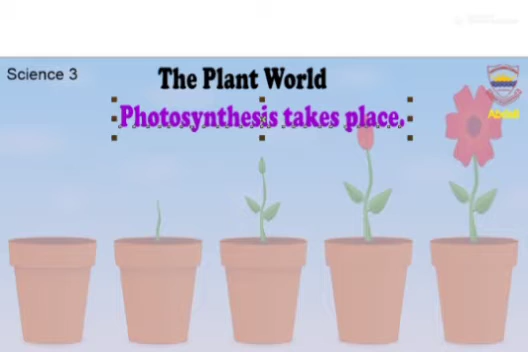 Science 3
The Plant World
Photosynthesis takes place.